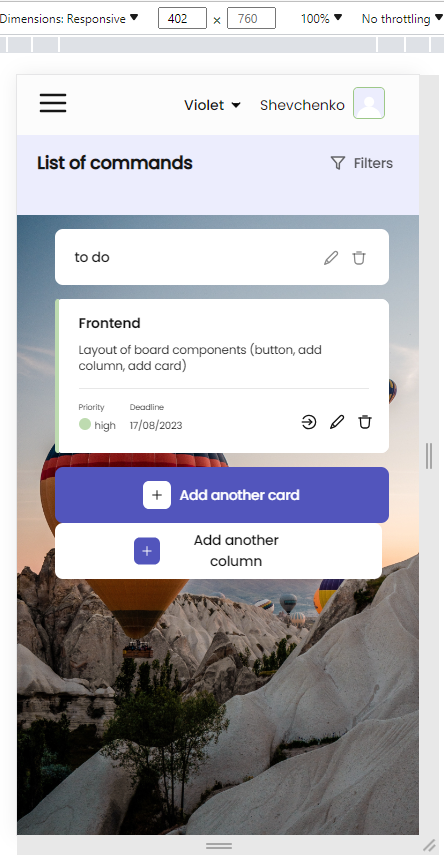 Dimensions: Responsive 402 × 760 100% No throttling
Violet Shevchenko
List of commands Filters
to do
Frontend
Layout of board components (button, add
column, add card)
Priority Deadline
high 17/08/2023
+ Add another card
+ Add another
column